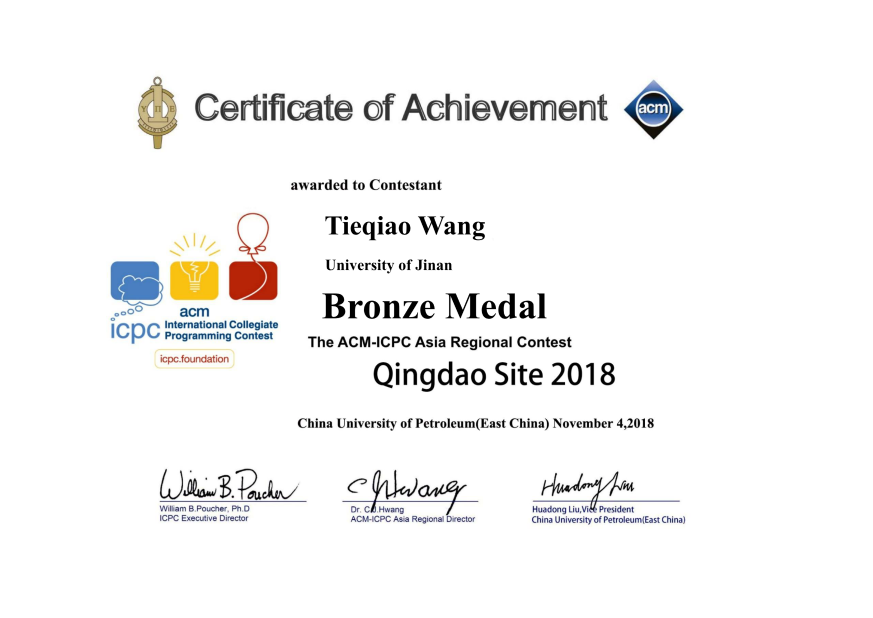 Certificate of Achievement
acm
Y Π E
awarded to Contestant
Tieqiao Wang
University of Jinan
Bronze Medal
The ACM-ICPC Asia Regional Contest
Qingdao Site 2018
acm
icpc International Collegiate
Programming Contest
icpc.foundation
China University of Petroleum(East China) November 4,2018
William B. Poucher
William B.Poucher, Ph.D
ICPC Executive Director
C J Hwang
Dr. C.J.Hwang
ACM-ICPC Asia Regional Director
Huadong Liu
Huadong Liu,Vice President
China University of Petroleum(East China)